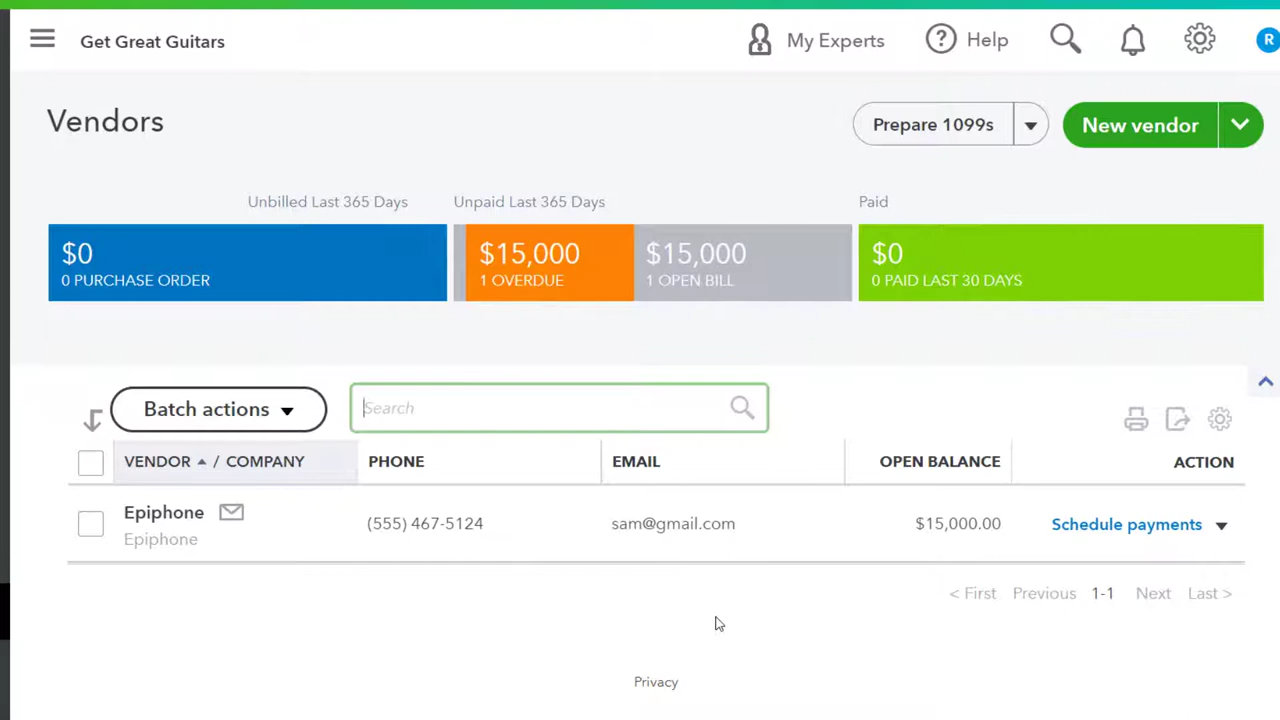 Get Great Guitars
My Experts
Help
R
Vendors
Prepare 1099s
New vendor
Unbilled Last 365 Days
Unpaid Last 365 Days
Paid
$0
0 PURCHASE ORDER
$15,000
1 OVERDUE
$15,000
1 OPEN BILL
$0
0 PAID LAST 30 DAYS
Batch actions
Search
VENDOR / COMPANY
PHONE
EMAIL
OPEN BALANCE
ACTION
Epiphone
Epiphone
(555) 467-5124
sam@gmail.com
$15,000.00
Schedule payments
< First Previous 1-1 Next Last >
Privacy